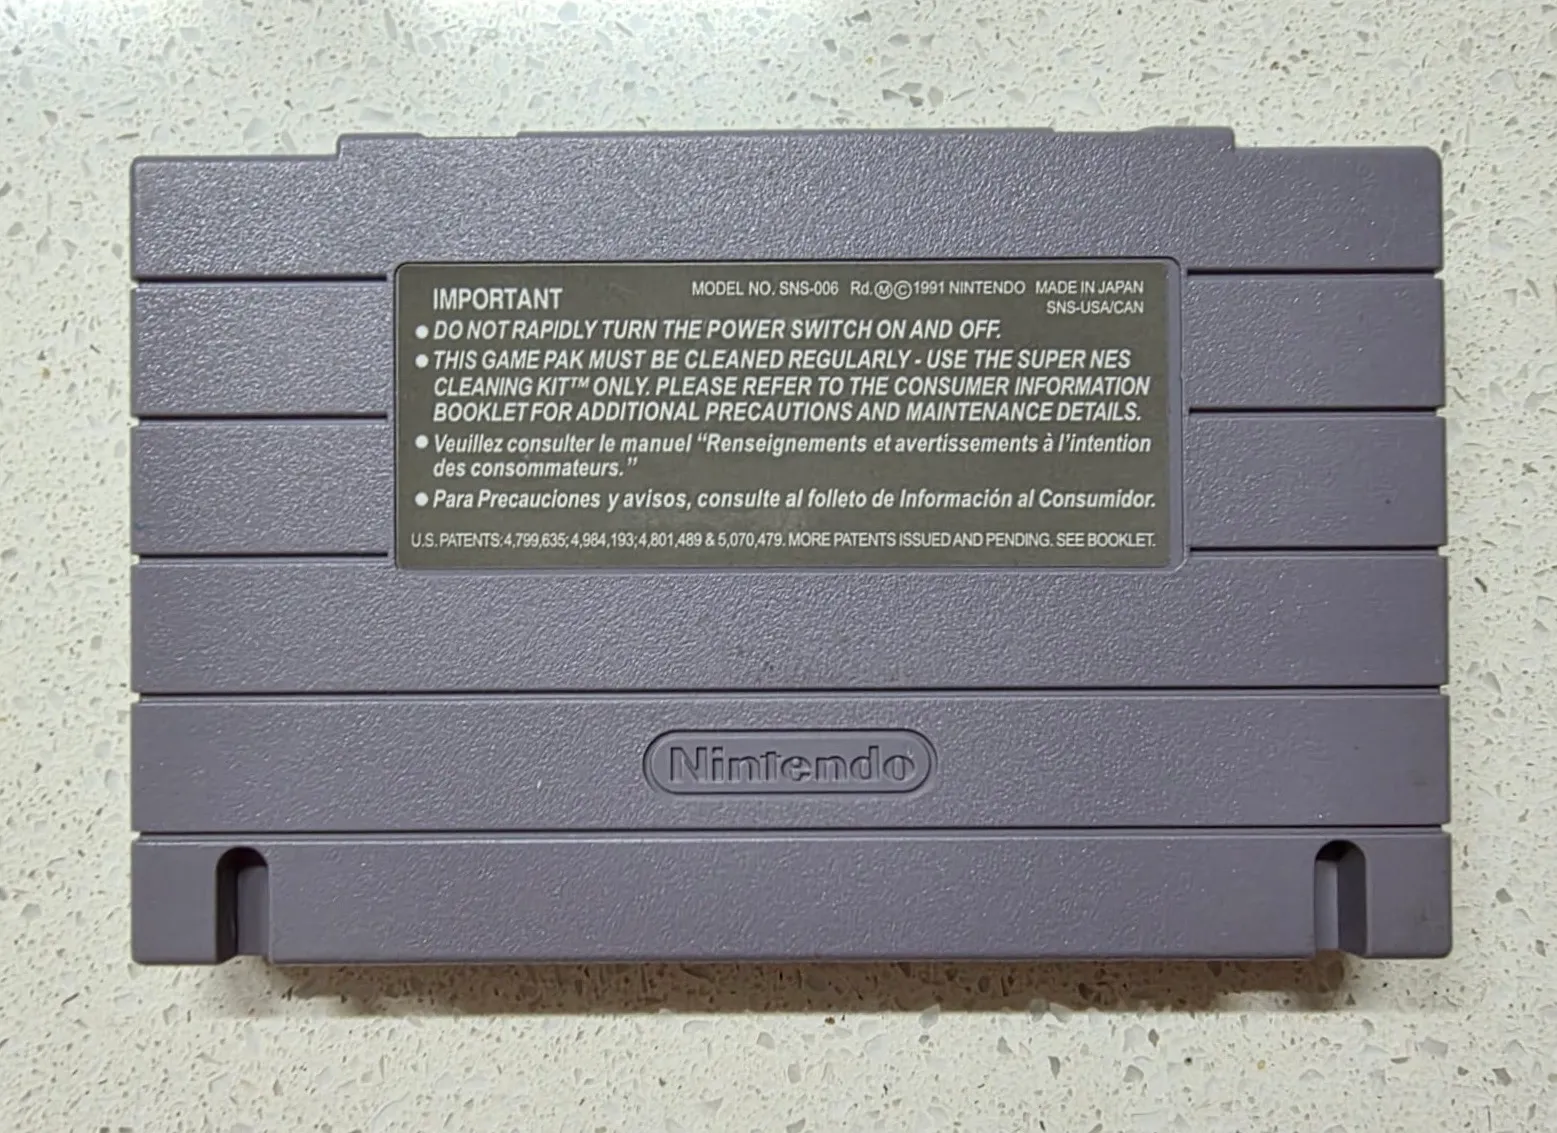 IMPORTANT
MODEL NO. SNS-006 Rd.ⓂⒸ1991 NINTENDO MADE IN JAPAN
SNS-USA/CAN
● DO NOT RAPIDLY TURN THE POWER SWITCH ON AND OFF.
● THIS GAME PAK MUST BE CLEANED REGULARLY - USE THE SUPER NES
CLEANING KIT™ ONLY. PLEASE REFER TO THE CONSUMER INFORMATION
BOOKLET FOR ADDITIONAL PRECAUTIONS AND MAINTENANCE DETAILS.
● Veuillez consulter le manuel “Renseignements et avertissements à l’intention
des consommateurs.”
● Para Precauciones y avisos, consulte al folleto de Información al Consumidor.
U.S. PATENTS: 4,799,635; 4,984,193; 4,801,489 & 5,070,479. MORE PATENTS ISSUED AND PENDING. SEE BOOKLET.
Nintendo